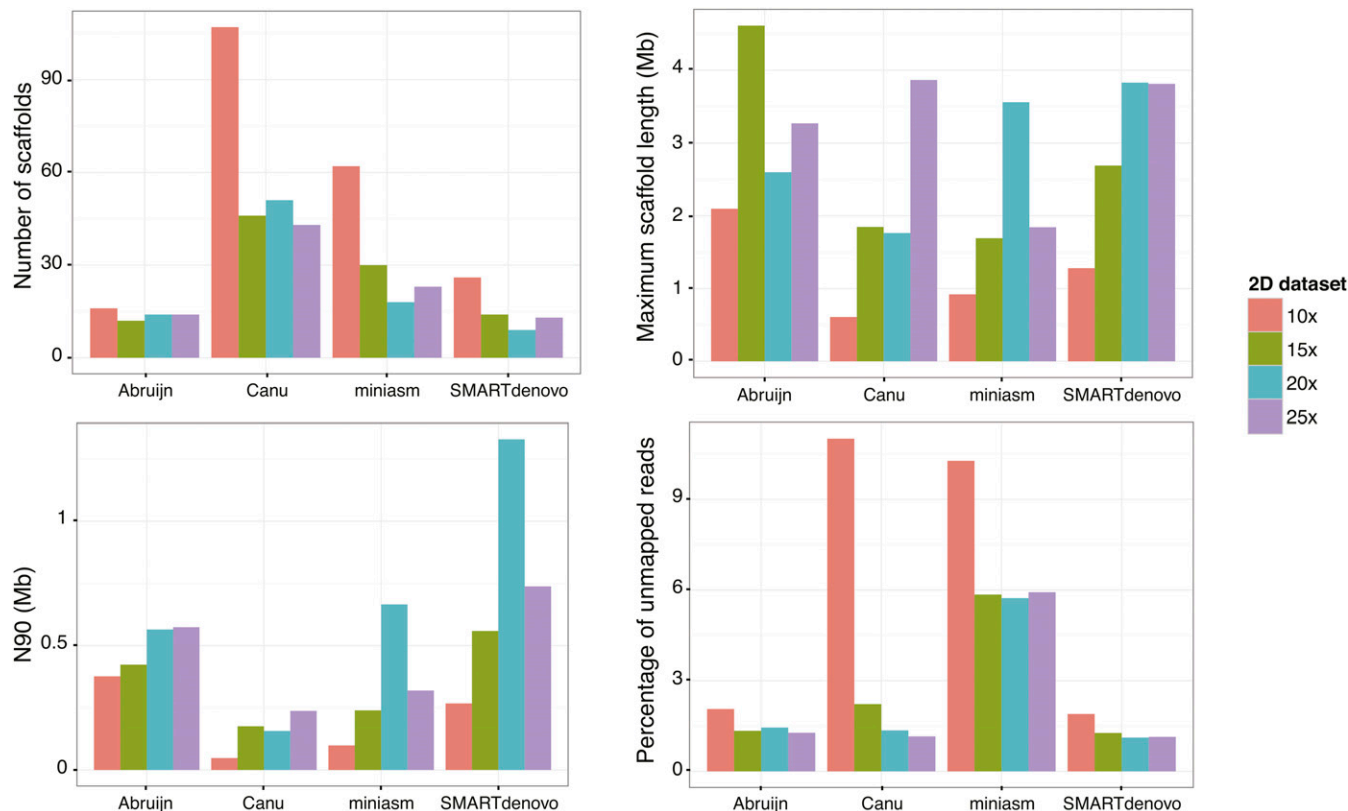 Number of scaffolds
90
60
30
0
Abruijn Canu miniasm SMARTdenovo
Maximum scaffold length (Mb)
4
3
2
1
0
Abruijn Canu miniasm SMARTdenovo
2D dataset
10x
15x
20x
25x
N90 (Mb)
1
0.5
0
Abruijn Canu miniasm SMARTdenovo
Percentage of unmapped reads
9
6
3
0
Abruijn Canu miniasm SMARTdenovo